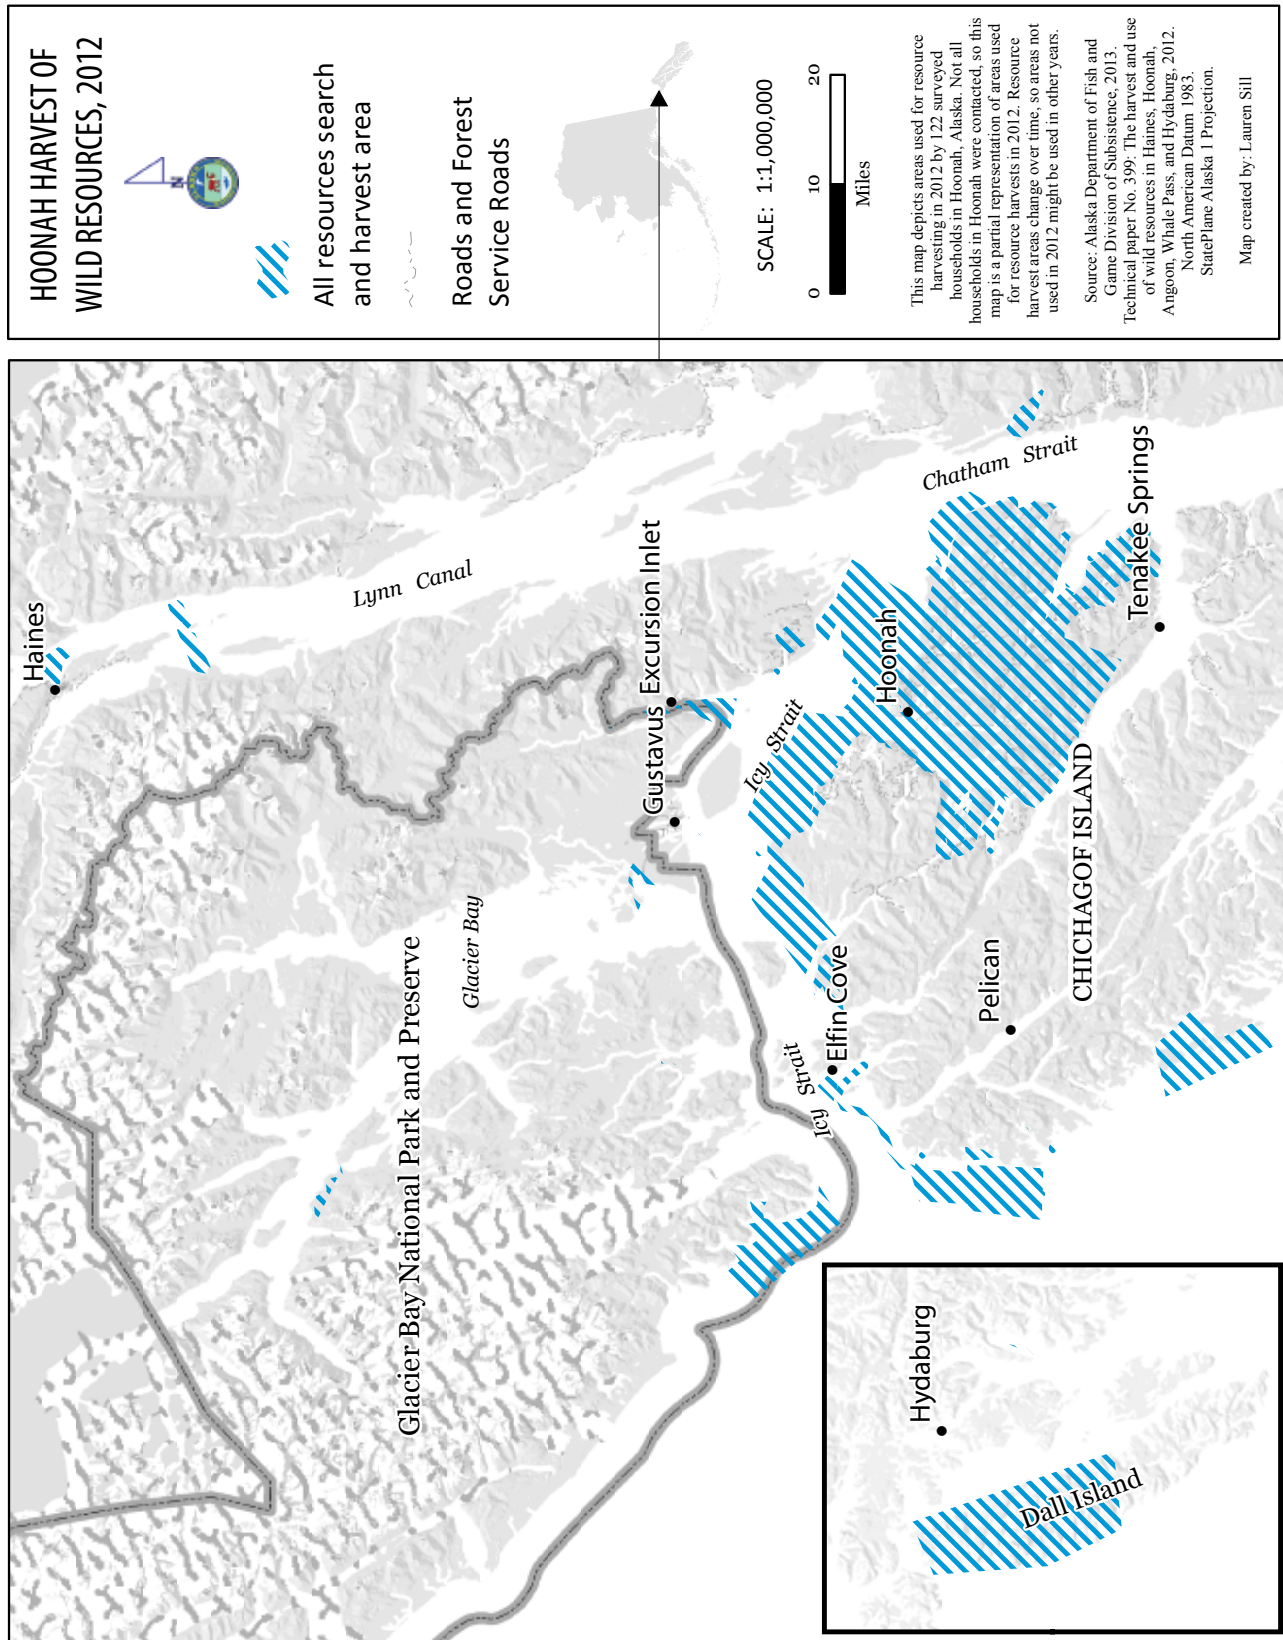 HOONAH HARVEST OF
WILD RESOURCES, 2012
N
All resources search
and harvest area
Roads and Forest
Service Roads
SCALE: 1:1,000,000
0 10 20
Miles
This map depicts areas used for resource
harvesting in 2012 by 122 surveyed
households in Hoonah, Alaska. Not all
households in Hoonah were contacted, so this
map is a partial representation of areas used
for resource harvests in 2012. Resource
harvest areas change over time, so areas not
used in 2012 might be used in other years.
Source: Alaska Department of Fish and
Game Division of Subsistence, 2013.
Technical paper No. 399: The harvest and use
of wild resources in Haines, Hoonah,
Angoon, Whale Pass, and Hydaburg, 2012.
North American Datum 1983.
StatePlane Alaska 1 Projection.
Map created by: Lauren Sill
Haines
Lynn Canal
Glacier Bay National Park and Preserve
Glacier Bay
Gustavus
Excursion Inlet
Icy Strait
Icy Strait
Elfin Cove
Hoonah
Chatham Strait
Pelican
CHICHAGOF ISLAND
Tenakee Springs
Hydaburg
Dall Island